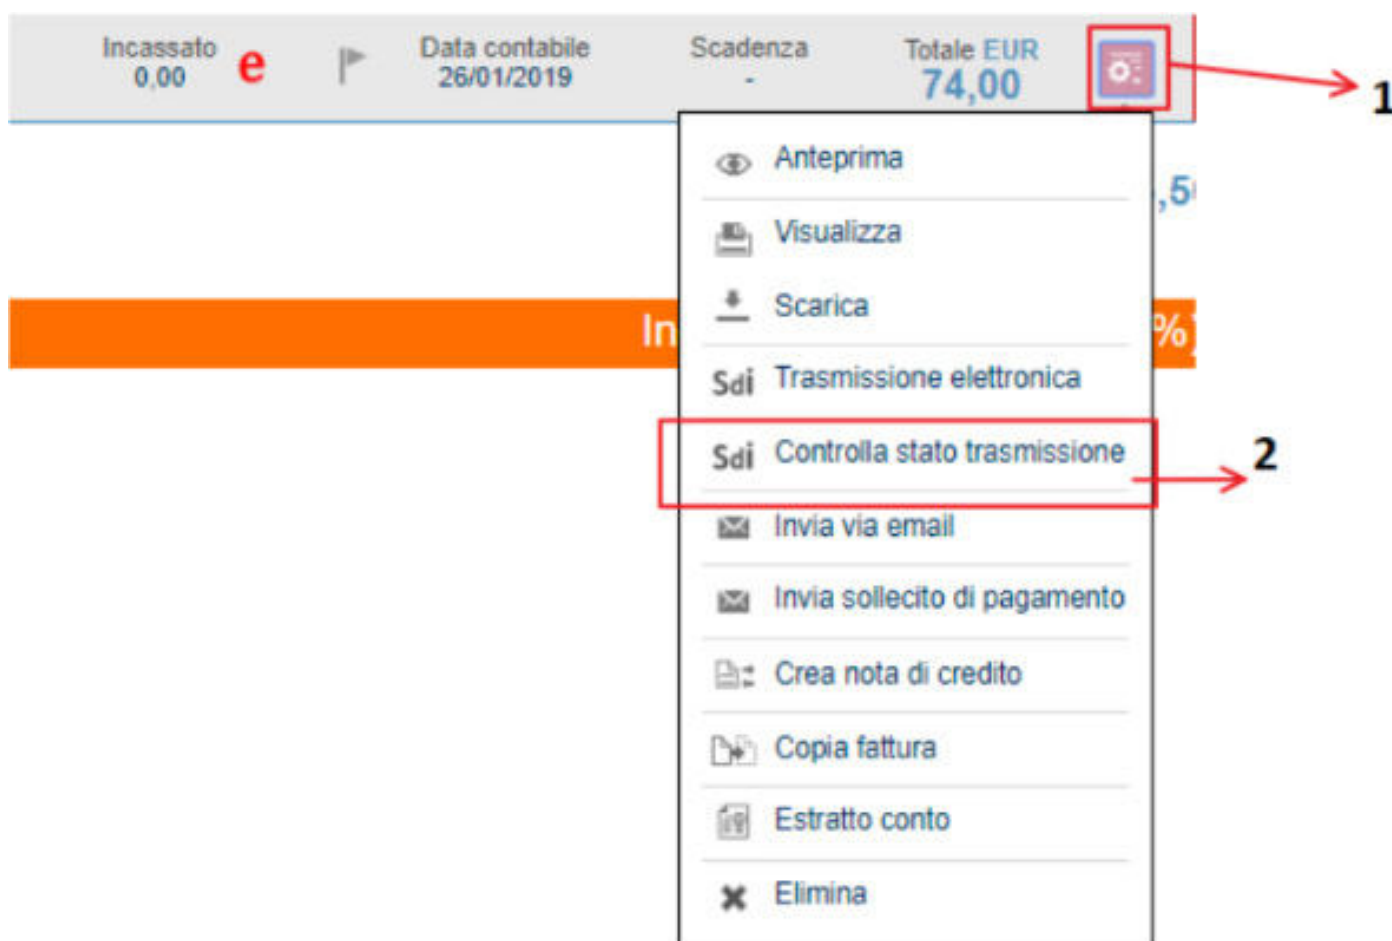 Incassato
0,00
e
Data contabile
26/01/2019
Scadenza
-
Totale EUR
74,00
1
Anteprima
Visualizza
Scarica
In
%)
Sdi Trasmissione elettronica
Sdi Controlla stato trasmissione
2
Invia via email
Invia sollecito di pagamento
Crea nota di credito
Copia fattura
Estratto conto
Elimina